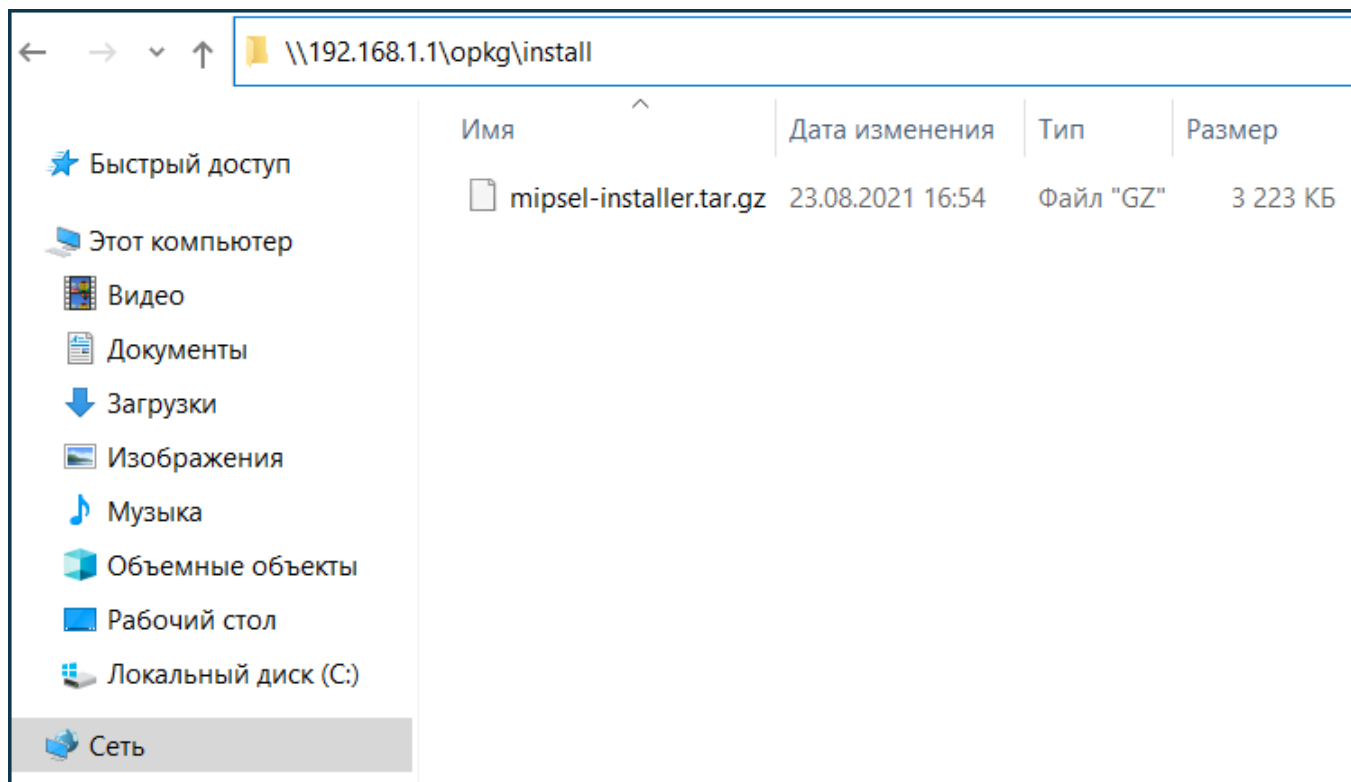 \\192.168.1.1\opkg\install
Имя Дата изменения Тип Размер
mipsel-installer.tar.gz 23.08.2021 16:54 Файл "GZ" 3 223 КБ
Быстрый доступ
Этот компьютер
Видео
Документы
Загрузки
Изображения
Музыка
Объемные объекты
Рабочий стол
Локальный диск (C:)
Сеть